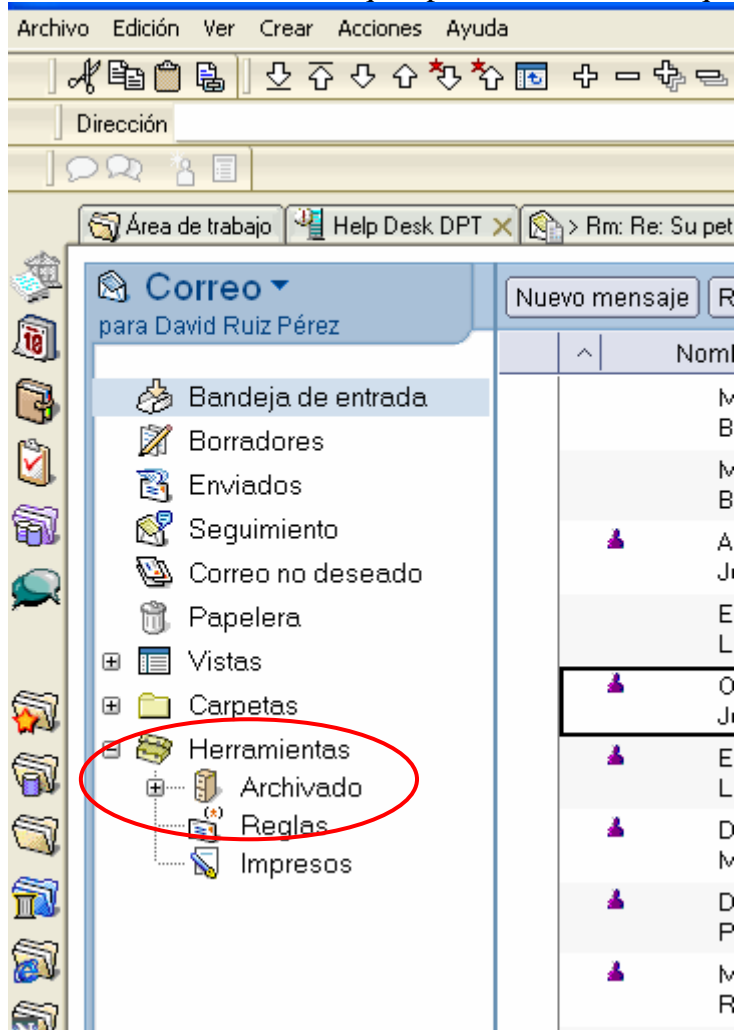 Archivo Edición Ver Crear Acciones Ayuda
Dirección
Área de trabajo Help Desk DPT > Rm: Re: Su pet
Correo
para David Ruiz Pérez
Nuevo mensaje R
Nomb
18
Bandeja de entrada
Borradores
Enviados
Seguimiento
Correo no deseado
Papelera
Vistas
Carpetas
Herramientas
Archivado
Reglas
Impresos
B
B
A
E
L
E
L
D
D
P
R